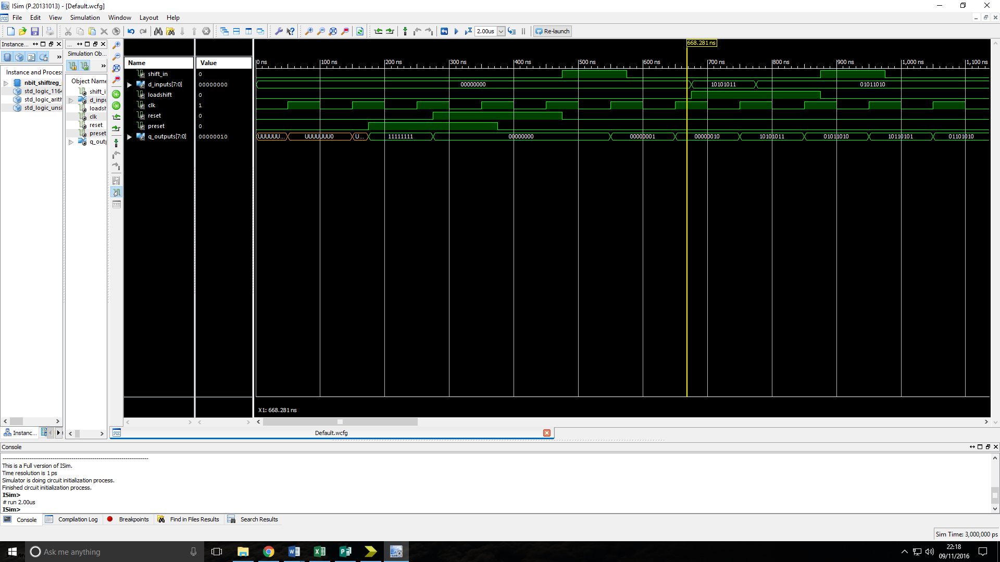 ISim (P.20131013) - [Default.wcfg]
File Edit View Simulation Window Layout Help
2.00us
Re-launch
Instance...
...
Simulation Ob...
Instance and Proces
nbit_shiftreg_
std_logic_116
std_logic_arith
std_logic_unsi
Object Name
shift_i
d_inpu
loadsh
clk
reset
preset
q_outp
Name Value
shift_in 0
d_inputs[7:0] 00000000
loadshift 0
clk 1
reset 0
preset 0
q_outputs[7:0] 00000010
668.281 ns
0 ns 100 ns 200 ns 300 ns 400 ns 500 ns 600 ns 700 ns 800 ns 900 ns 1,000 ns 1,100 ns
00000000 10101011 01011010
UUUUUU... UUUUUUU0 U... 11111111 00000000 00000001 00000010 10101011 01011010 10110101 01101010
X1: 668.281 ns
Instanc...
Default.wcfg
Console
This is a Full version of ISim.
Time resolution is 1 ps
Simulator is doing circuit initialization process.
Finished circuit initialization process.
ISim>
# run 2.00us
ISim>
Console Compilation Log Breakpoints Find in Files Results Search Results
Sim Time: 3,000,000 ps
Ask me anything
22:18
09/11/2016